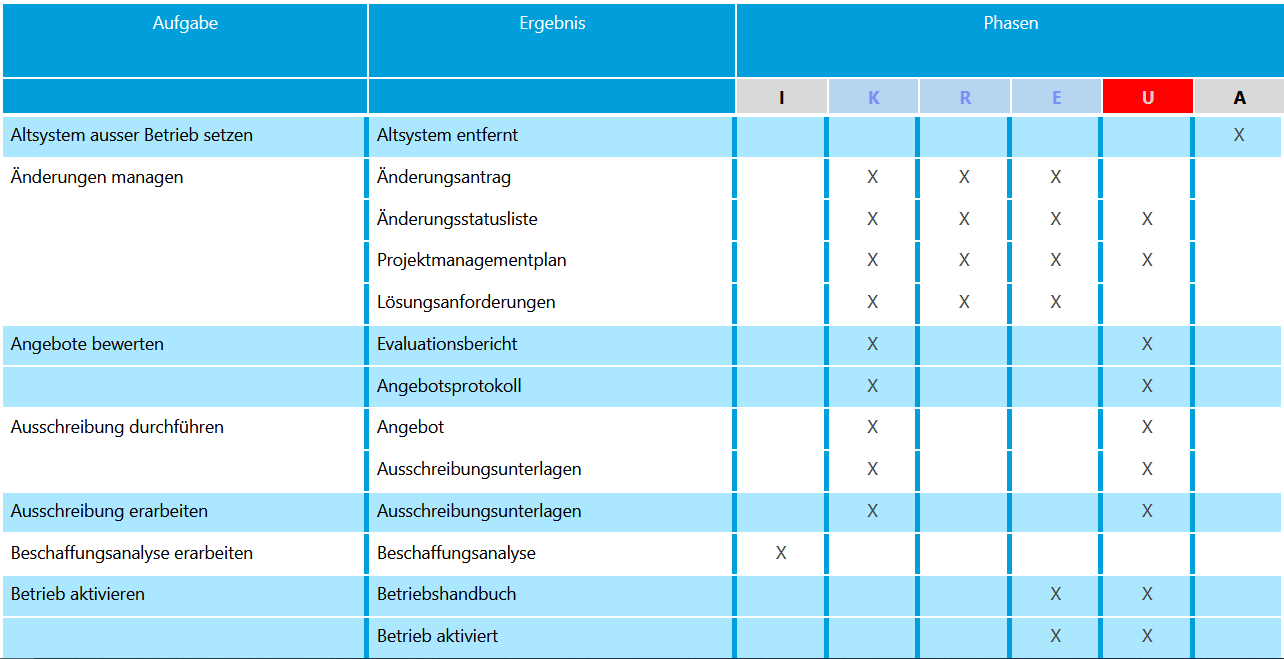 Aufgabe Ergebnis Phasen
I K R E U A
Altsystem ausser Betrieb setzen Altsystem entfernt X
Änderungen managen Änderungsantrag X X X
Änderungsstatusliste X X X X
Projektmanagementplan X X X X
Lösungsanforderungen X X X
Angebote bewerten Evaluationsbericht X X
Angebotsprotokoll X X
Ausschreibung durchführen Angebot X X
Ausschreibungsunterlagen X X
Ausschreibung erarbeiten Ausschreibungsunterlagen X X
Beschaffungsanalyse erarbeiten Beschaffungsanalyse X
Betrieb aktivieren Betriebshandbuch X X
Betrieb aktiviert X X